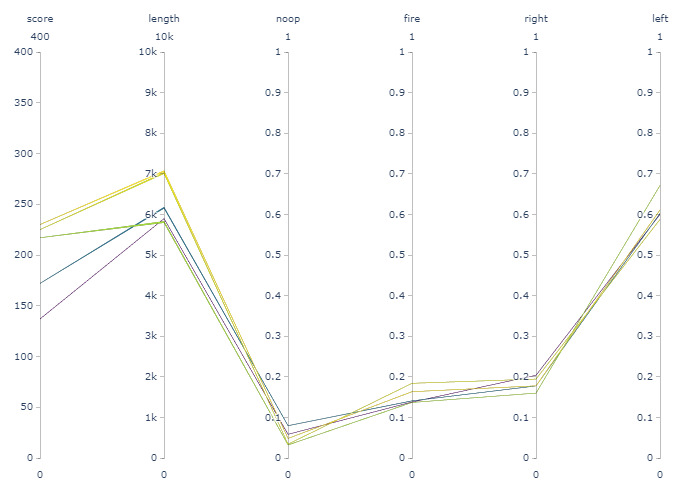 score length noop fire right left
400 10k 1 1 1 1
400 10k 1 1 1 1
350 9k 0.9 0.9 0.9 0.9
8k 0.8 0.8 0.8 0.8
300 7k 0.7 0.7 0.7 0.7
250 6k 0.6 0.6 0.6 0.6
200 5k 0.5 0.5 0.5 0.5
150 4k 0.4 0.4 0.4 0.4
3k 0.3 0.3 0.3 0.3
100 2k 0.2 0.2 0.2 0.2
50 1k 0.1 0.1 0.1 0.1
0 0 0 0 0 0
0 0 0 0 0 0